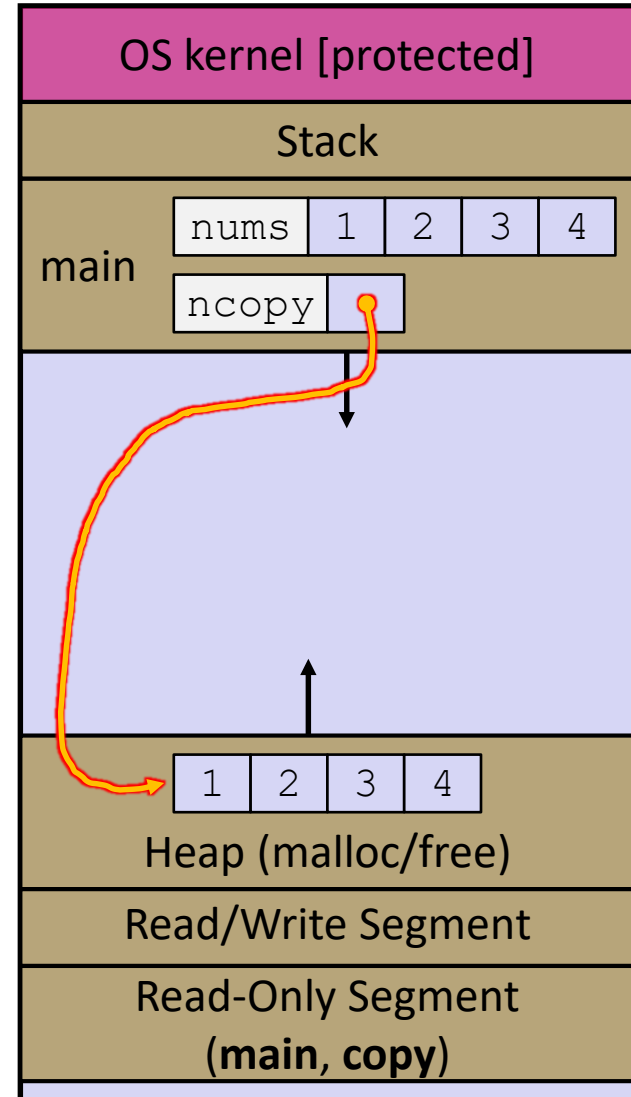 OS kernel [protected]
Stack
main
nums 1 2 3 4
ncopy
1 2 3 4
Heap (malloc/free)
Read/Write Segment
Read-Only Segment
(main, copy)